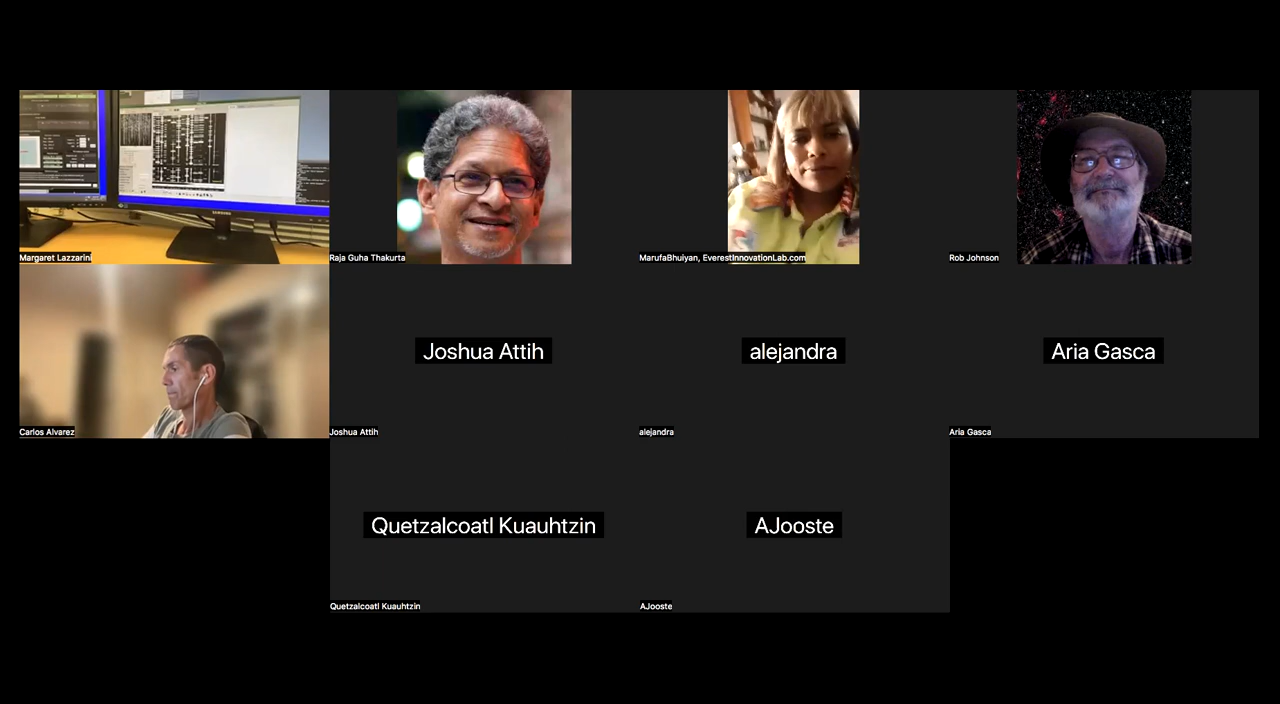 SAMSUNG
Margaret Lazzarini
Raja Guha Thakurta
MarufaBhuiyan, EverestInnovationLab.com
Rob Johnson
Joshua Attih
alejandra
Aria Gasca
Carlos Alvarez
Joshua Attih
alejandra
Aria Gasca
Quetzalcoatl Kuauhtzin
AJooste
Quetzalcoatl Kuauhtzin
AJooste